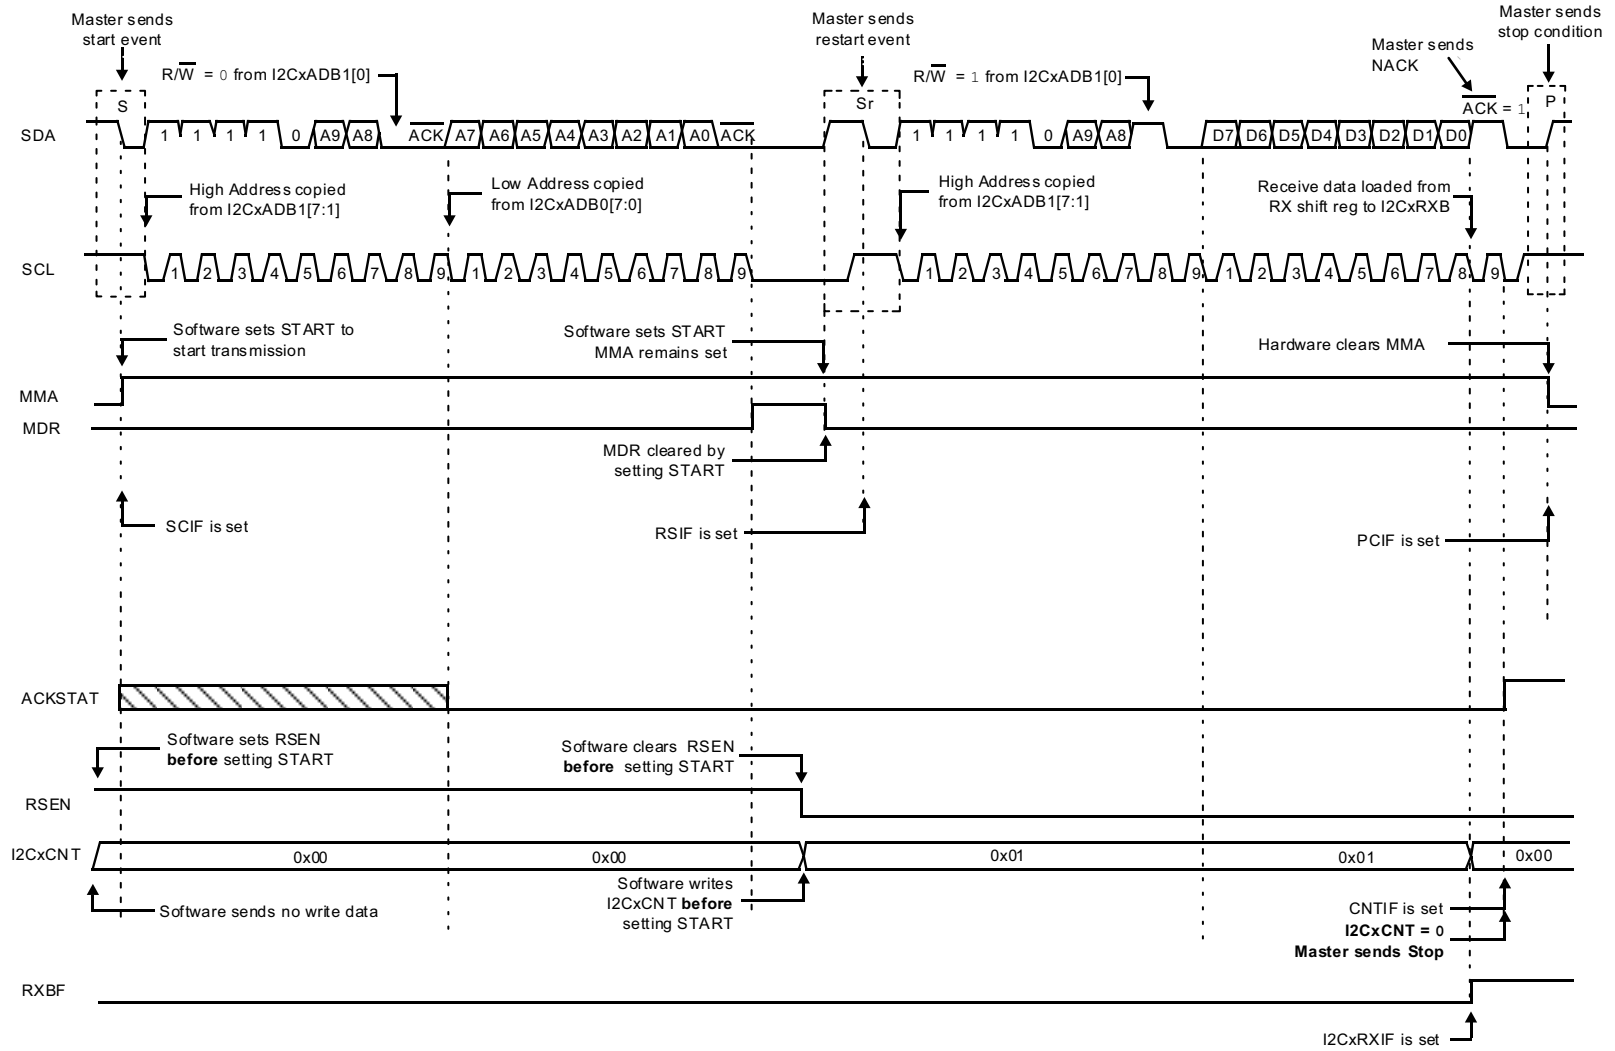 Master sends
start event
Master sends
restart event
Master sends
stop condition
Master sends
NACK
R/W̅ = 0 from I2CxADB1[0]
R/W̅ = 1 from I2CxADB1[0]
S
Sr
A̅C̅K̅ = 1
P
SDA
1 1 1 1 0 A9 A8 A̅C̅K̅ A7 A6 A5 A4 A3 A2 A1 A0 A̅C̅K̅ 1 1 1 1 0 A9 A8 D7 D6 D5 D4 D3 D2 D1 D0
High Address copied
from I2CxADB1[7:1]
Low Address copied
from I2CxADB0[7:0]
High Address copied
from I2CxADB1[7:1]
Receive data loaded from
RX shift reg to I2CxRXB
SCL
1 2 3 4 5 6 7 8 9 1 2 3 4 5 6 7 8 9 1 2 3 4 5 6 7 8 9 1 2 3 4 5 6 7 8 9
Software sets START to
start transmission
Software sets START
MMA remains set
Hardware clears MMA
MMA
MDR
MDR cleared by
setting START
SCIF is set
RSIF is set
PCIF is set
ACKSTAT
Software sets RSEN
before setting START
Software clears RSEN
before setting START
RSEN
I2CxCNT
0x00 0x00 0x01 0x01 0x00
Software sends no write data
Software writes
I2CxCNT before
setting START
CNTIF is set
I2CxCNT = 0
Master sends Stop
RXBF
I2CxRXIF is set